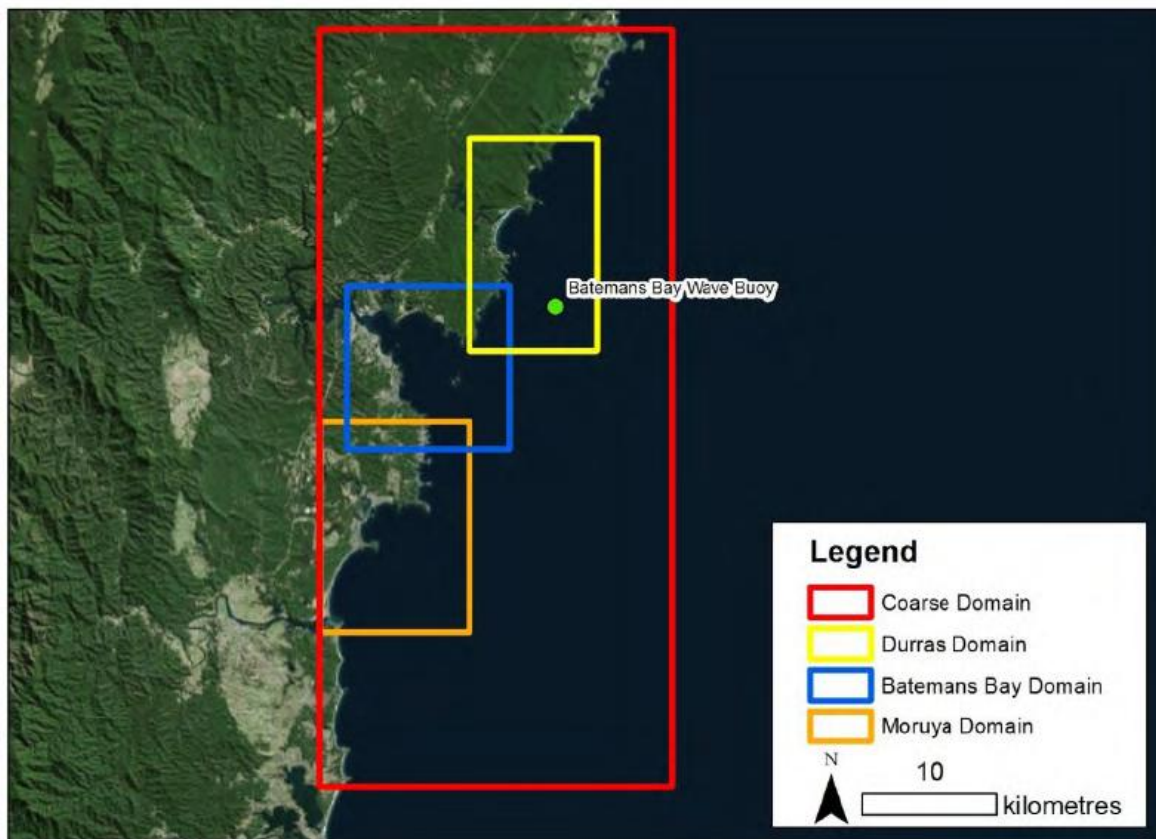 Batemans Bay Wave Buoy
Legend
Coarse Domain
Durras Domain
Batemans Bay Domain
Moruya Domain
N
10
kilometres